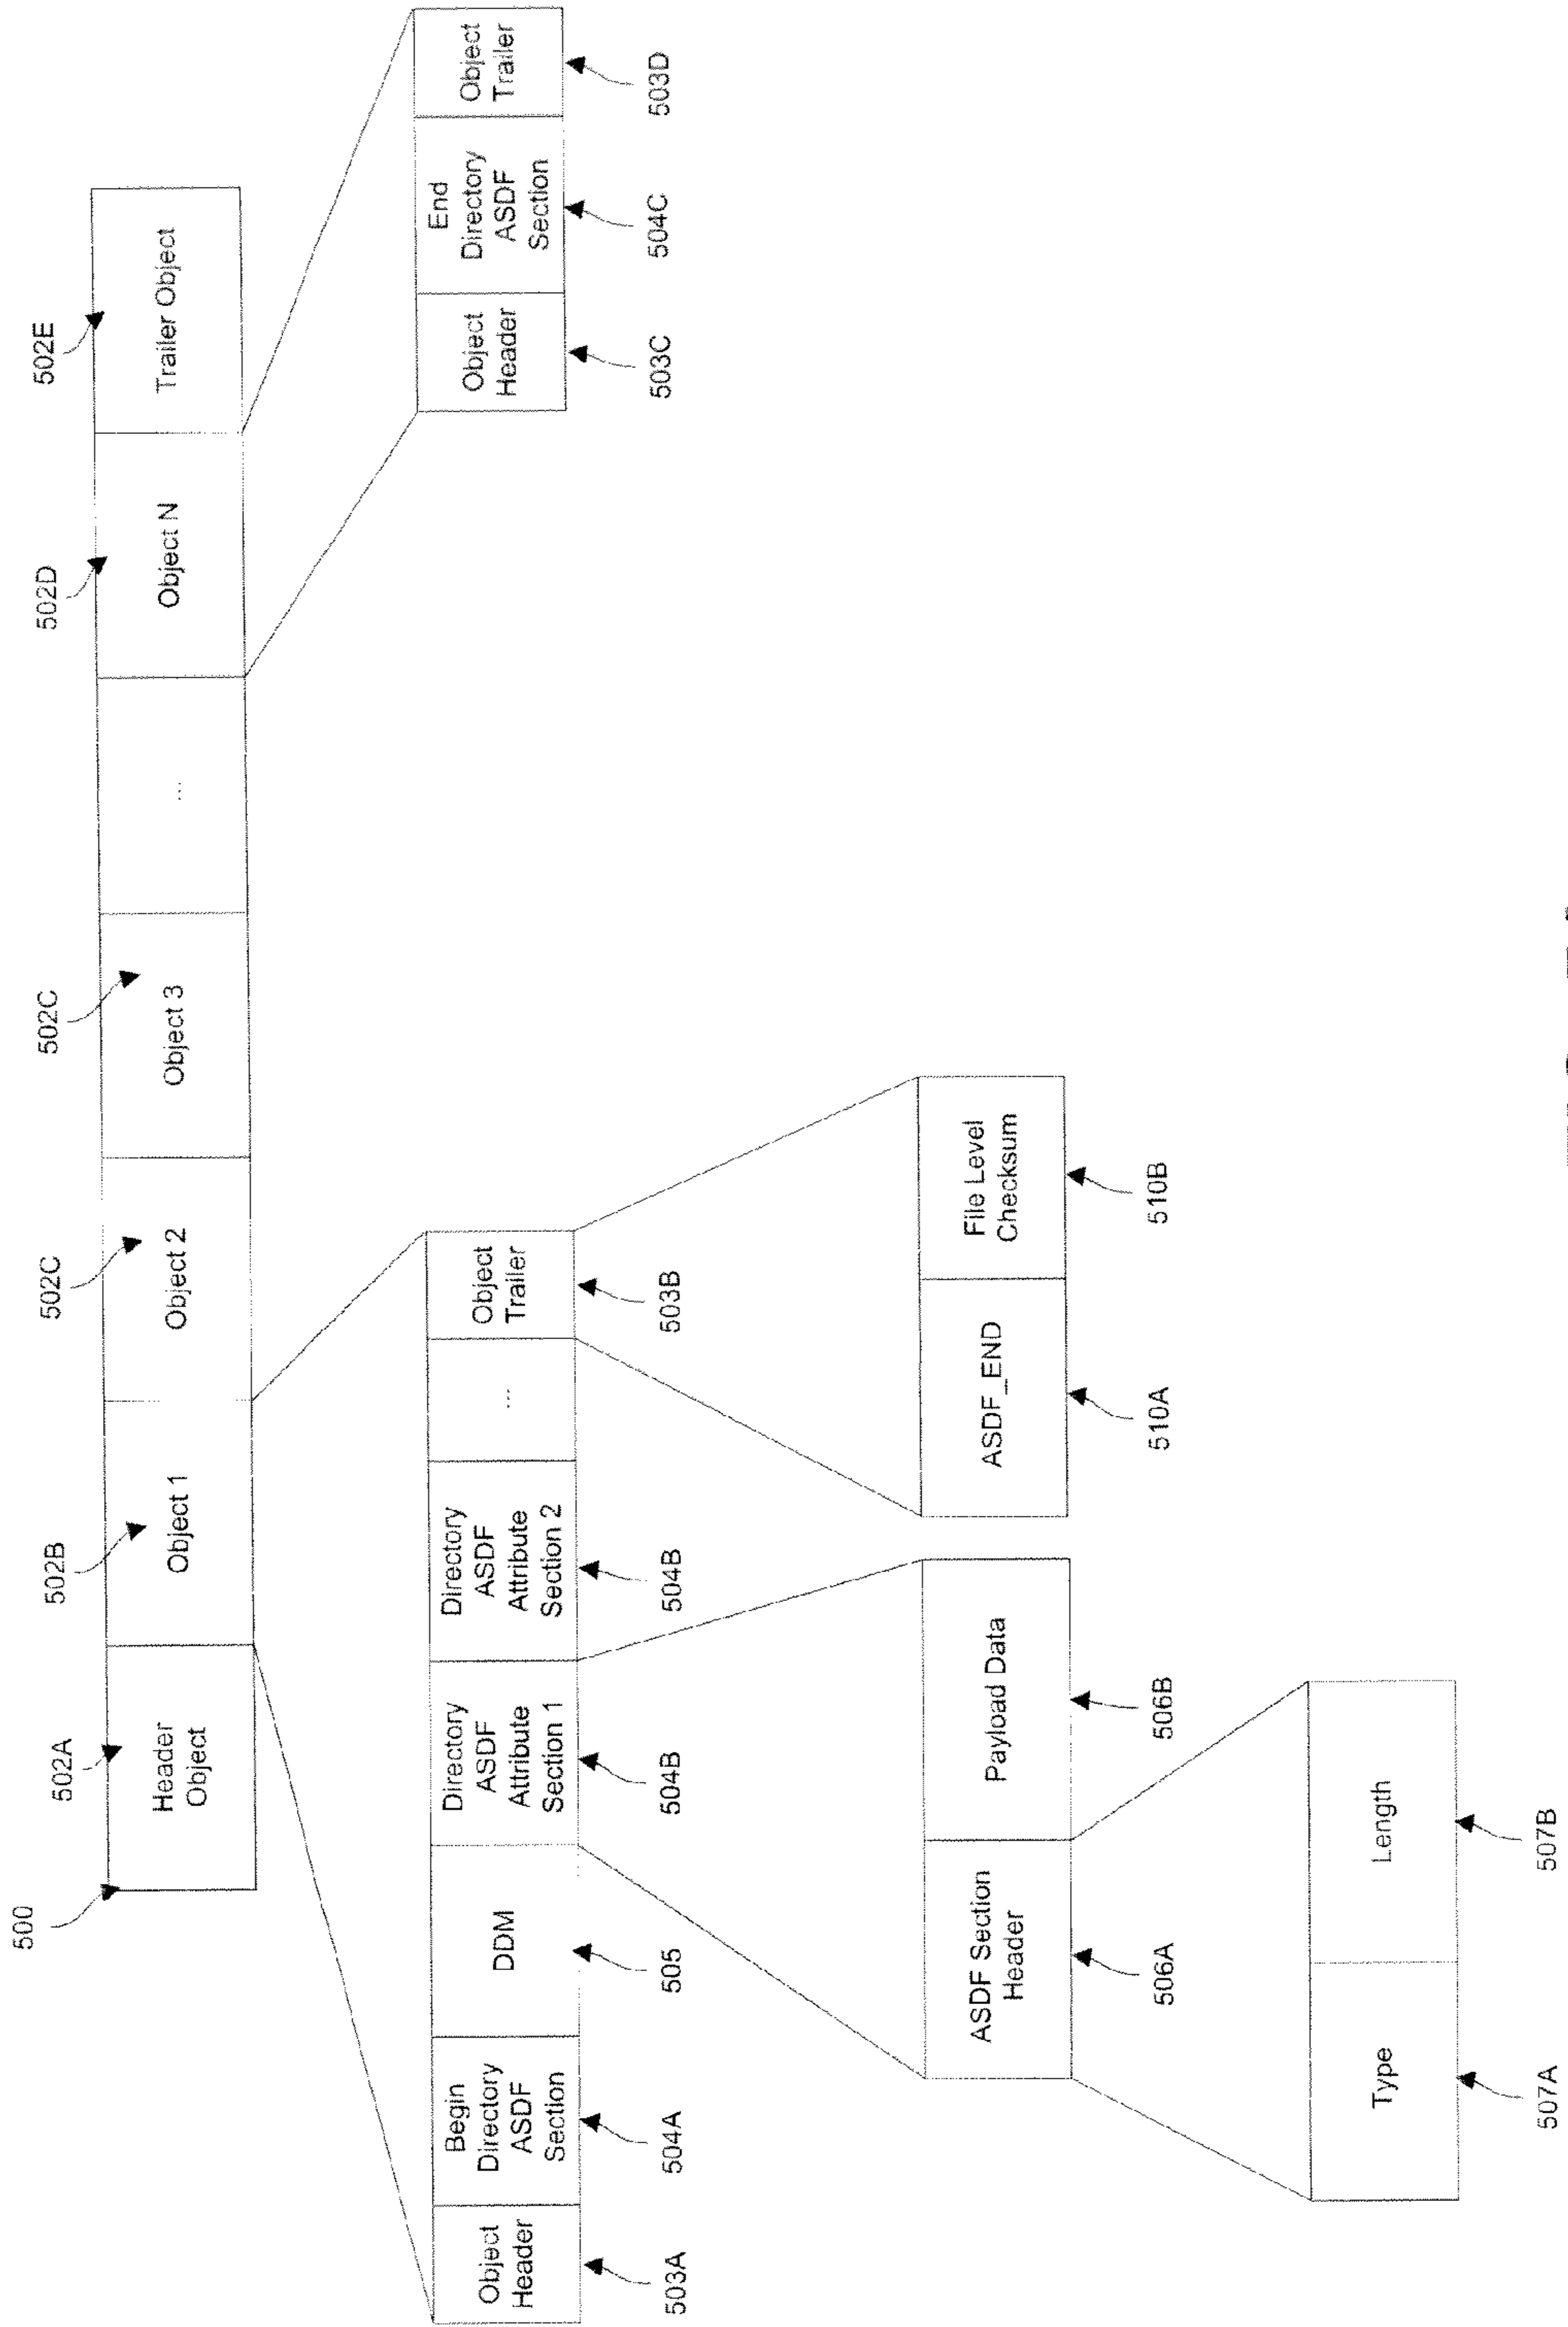 500
502A
502B
502C
502C
502D
502E
Header
Object
Object 1
Object 2
Object 3
...
Object N
Trailer Object
Object
Header
Begin
Directory
ASDF
Section
DDM
Directory
ASDF
Attribute
Section 1
Directory
ASDF
Attribute
Section 2
...
Object
Trailer
503A
504A
505
504B
504B
503B
Object
Header
End
Directory
ASDF
Section
Object
Trailer
503C
504C
503D
ASDF Section
Header
Payload Data
506A
506B
ASDF_END
File Level
Checksum
510A
510B
Type
Length
507A
507B